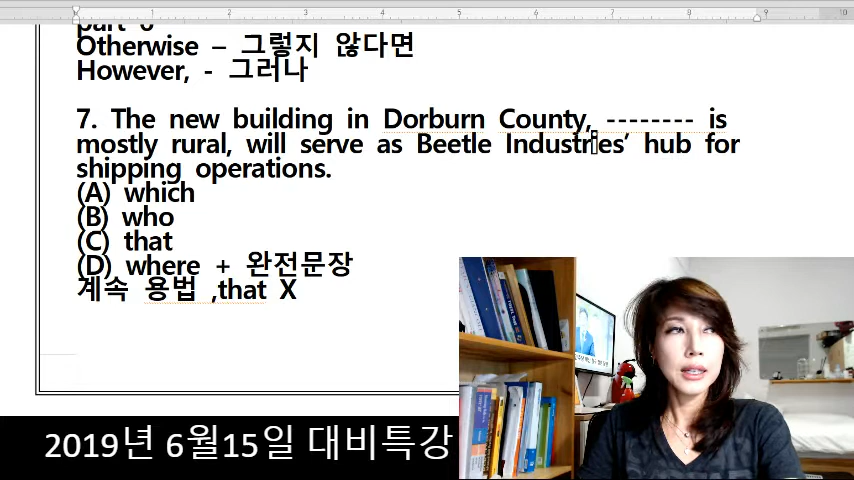 part 6
Otherwise – 그렇지 않다면
However, - 그러나
7. The new building in Dorburn County, -------- is
mostly rural, will serve as Beetle Industries’ hub for
shipping operations.
(A) which
(B) who
(C) that
(D) where + 완전문장
계속 용법 ,that X
2019년 6월15일 대비특강